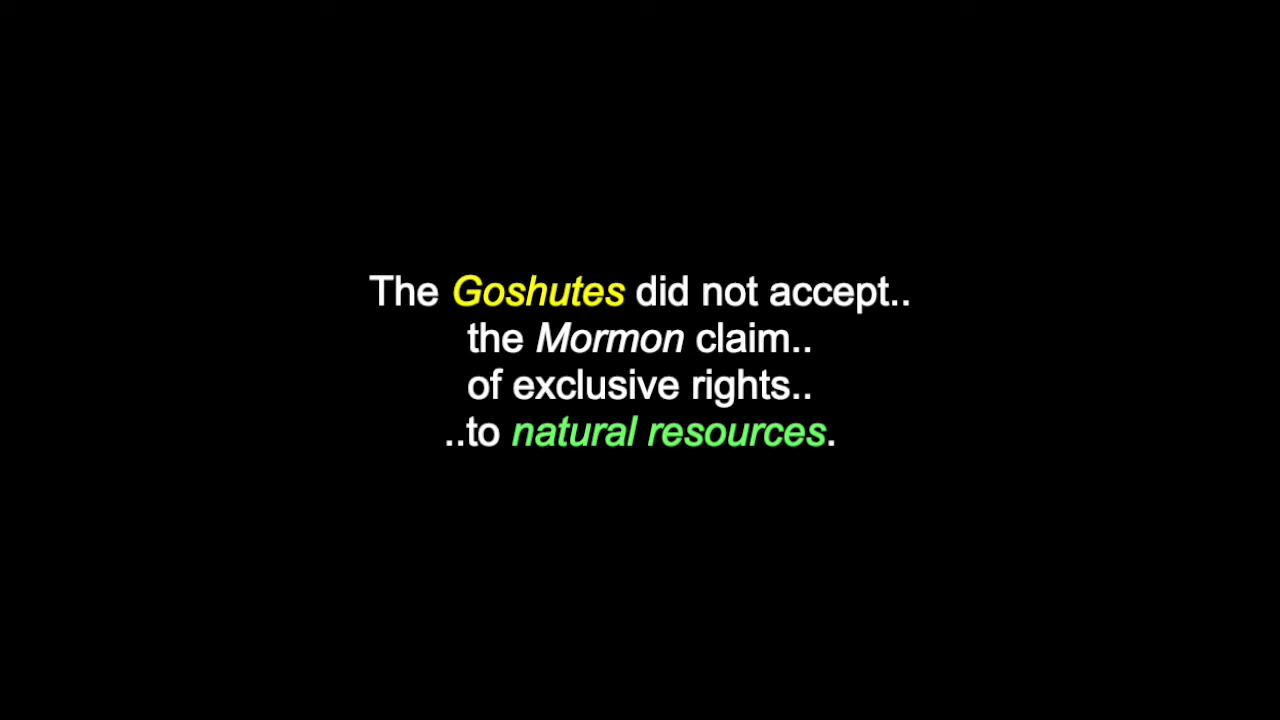 The Goshutes did not accept..
the Mormon claim..
of exclusive rights..
..to natural resources.